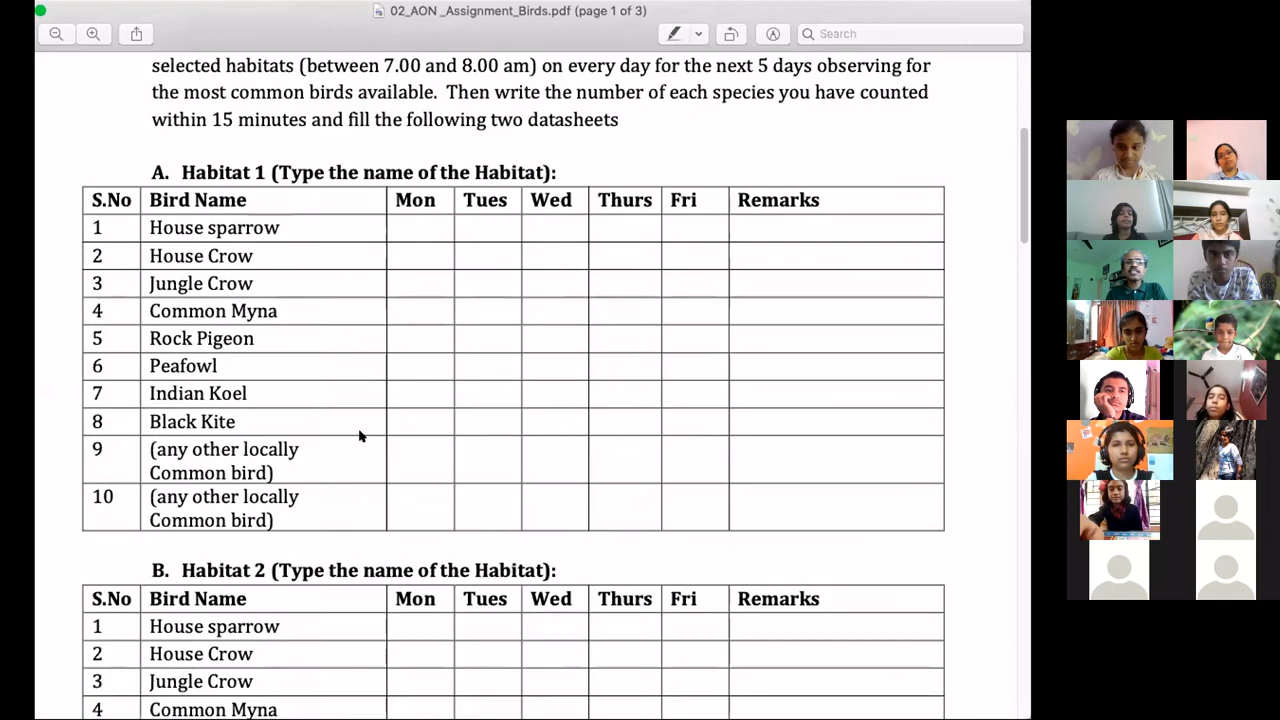 02_AON _Assignment_Birds.pdf (page 1 of 3)
Search
selected habitats (between 7.00 and 8.00 am) on every day for the next 5 days observing for
the most common birds available. Then write the number of each species you have counted
within 15 minutes and fill the following two datasheets
A. Habitat 1 (Type the name of the Habitat):
S.No Bird Name Mon Tues Wed Thurs Fri Remarks
1 House sparrow
2 House Crow
3 Jungle Crow
4 Common Myna
5 Rock Pigeon
6 Peafowl
7 Indian Koel
8 Black Kite
9 (any other locally
Common bird)
10 (any other locally
Common bird)
B. Habitat 2 (Type the name of the Habitat):
S.No Bird Name Mon Tues Wed Thurs Fri Remarks
1 House sparrow
2 House Crow
3 Jungle Crow
4 Common Myna